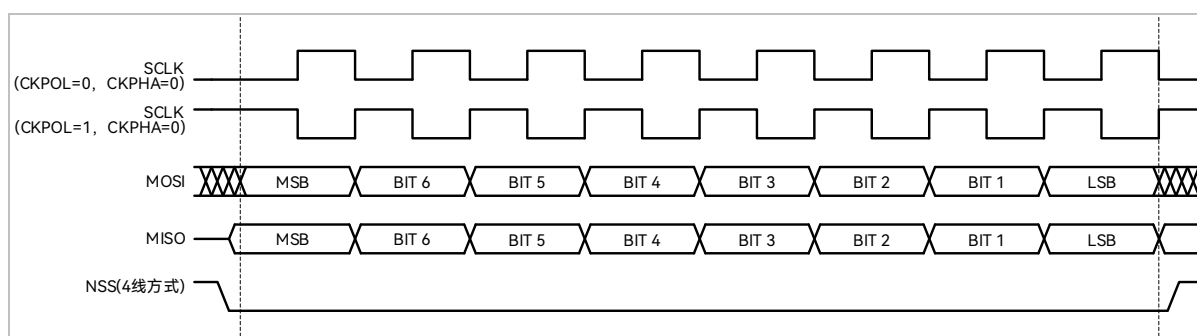 SCLK
(CKPOL=0，CKPHA=0)
SCLK
(CKPOL=1，CKPHA=0)
MOSI MSB BIT 6 BIT 5 BIT 4 BIT 3 BIT 2 BIT 1 LSB
MISO MSB BIT 6 BIT 5 BIT 4 BIT 3 BIT 2 BIT 1 LSB
NSS(4线方式)